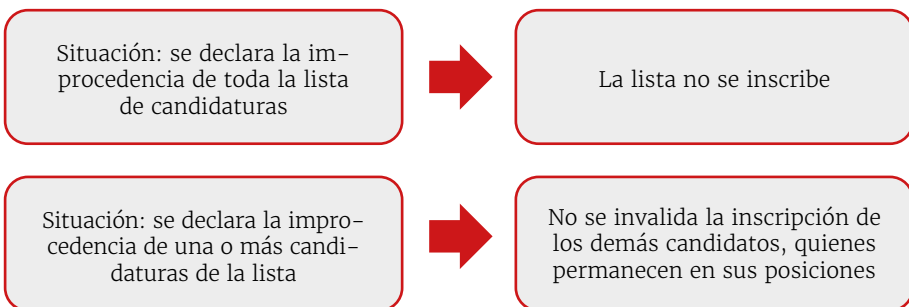 Situación: se declara la im-
procedencia de toda la lista
de candidaturas
La lista no se inscribe
Situación: se declara la impro-
cedencia de una o más candi-
daturas de la lista
No se invalida la inscripción de
los demás candidatos, quienes
permanecen en sus posiciones